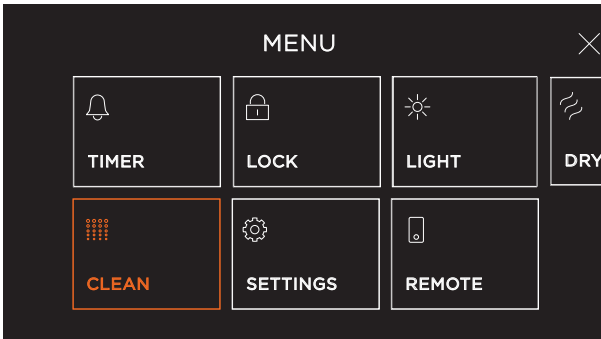 MENU
TIMER
LOCK
LIGHT
DRY
CLEAN
SETTINGS
REMOTE